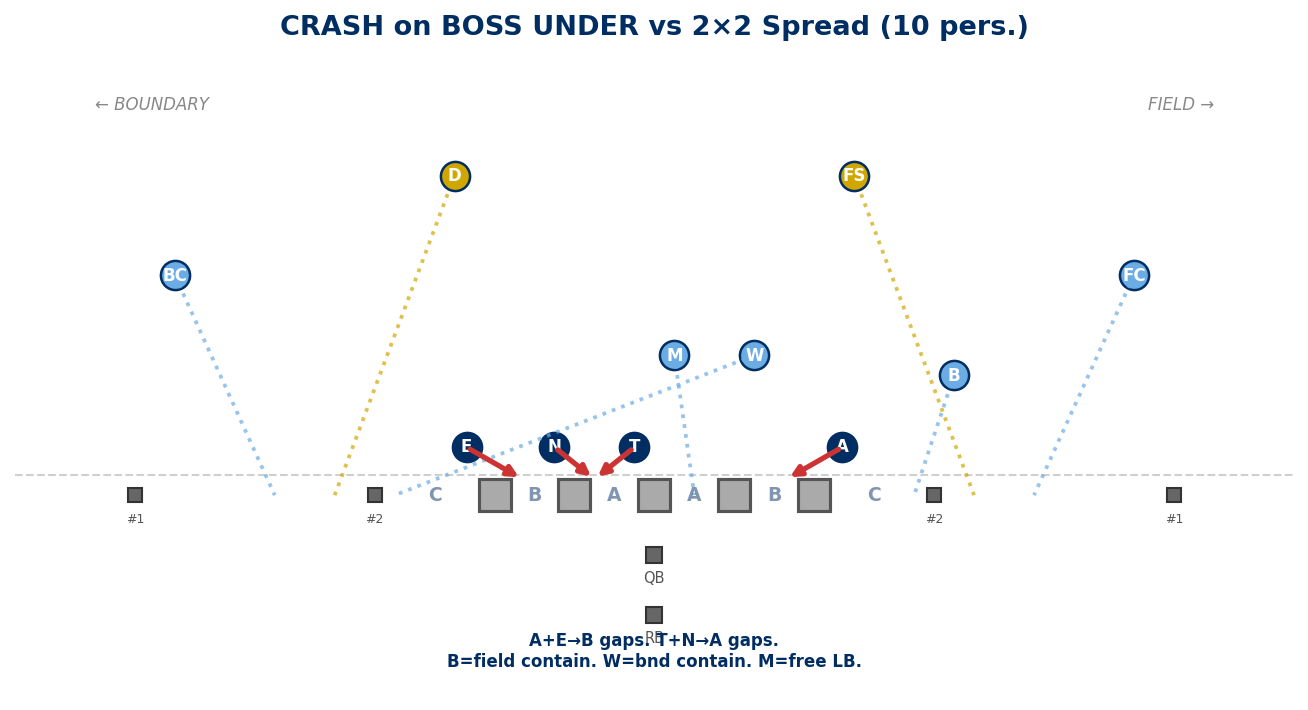 CRASH on BOSS UNDER vs 2×2 Spread (10 pers.)
← BOUNDARY
FIELD →
D
FS
BC
FC
M
W
B
E
N
T
A
C
B
A
A
B
C
#1
#2
#2
#1
QB
RB
A+E→B gaps. T+N→A gaps.
B=field contain. W=bnd contain. M=free LB.